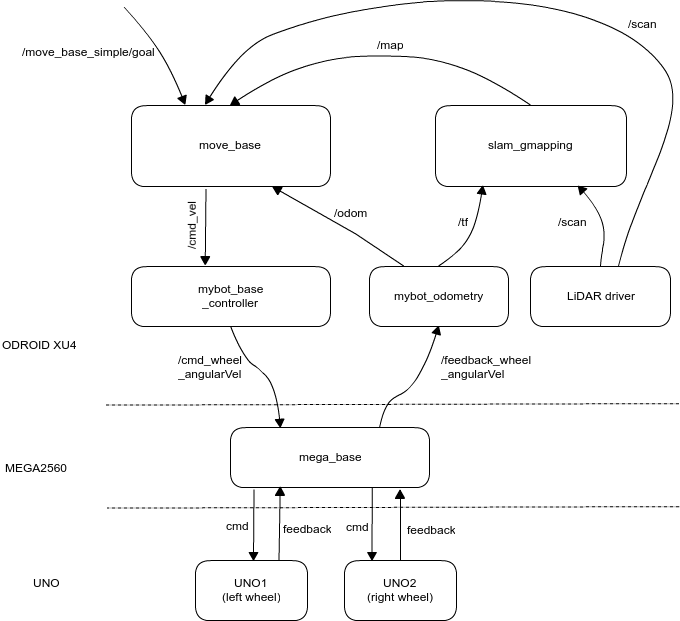 /scan
/move_base_simple/goal
/map
move_base
slam_gmapping
/cmd_vel
/odom
/tf
/scan
mybot_base
_controller
mybot_odometry
LiDAR driver
ODROID XU4
/cmd_wheel
_angularVel
/feedback_wheel
_angularVel
mega_base
MEGA2560
cmd
feedback
cmd
feedback
UNO
UNO1
(left wheel)
UNO2
(right wheel)